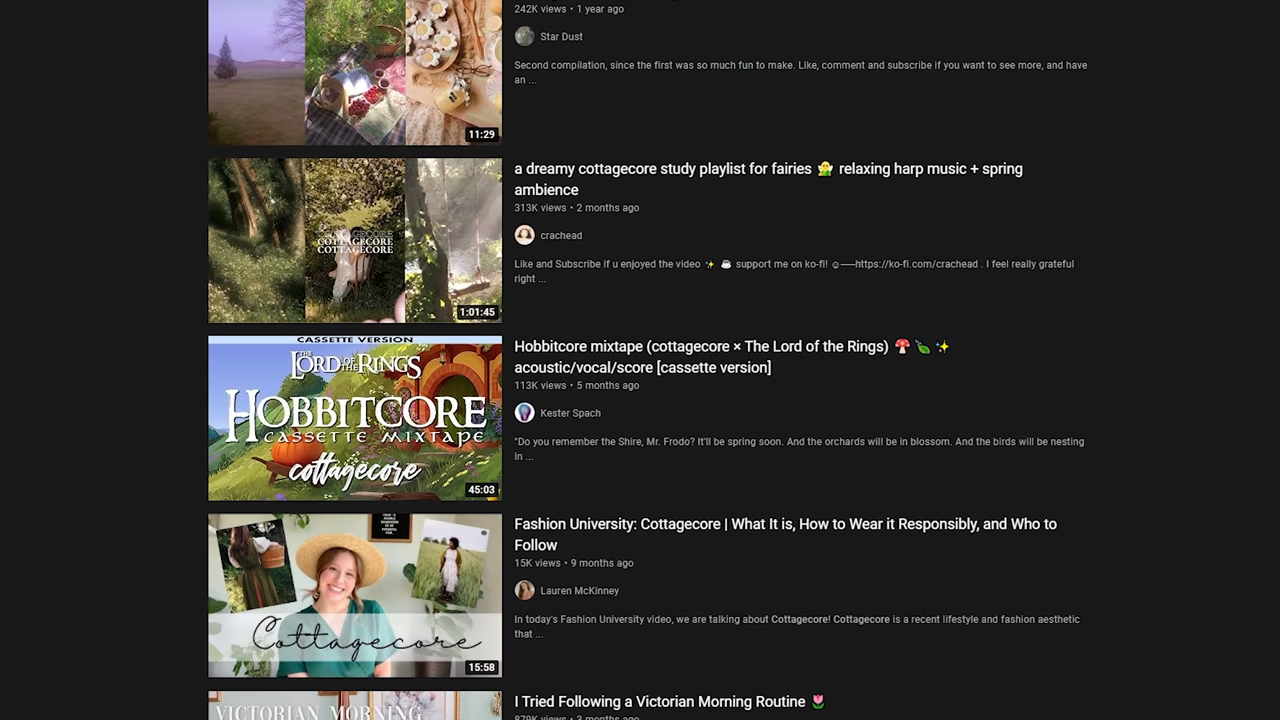 242K views • 1 year ago
Star Dust
Second compilation, since the first was so much fun to make. Like, comment and subscribe if you want to see more, and have
an ...
11:29
a dreamy cottagecore study playlist for fairies 🧚 relaxing harp music + spring
ambience
313K views • 2 months ago
crachead
Like and Subscribe if u enjoyed the video ✨ ☕ support me on ko-fi! ☺──https://ko-fi.com/crachead . I feel really grateful
right ...
COTTAGECORE
COTTAGECORE
1:01:45
CASSETTE VERSION
THE LORD OF THE RINGS
HOBBITCORE
CASSETTE MIXTAPE
cottagecore
45:03
Hobbitcore mixtape (cottagecore × The Lord of the Rings) 🍄🍃✨
acoustic/vocal/score [cassette version]
113K views • 5 months ago
Kester Spach
"Do you remember the Shire, Mr. Frodo? It'll be spring soon. And the orchards will be in blossom. And the birds will be nesting
in ...
Cottagecore
15:58
Fashion University: Cottagecore | What It is, How to Wear it Responsibly, and Who to
Follow
15K views • 9 months ago
Lauren McKinney
In today's Fashion University video, we are talking about Cottagecore! Cottagecore is a recent lifestyle and fashion aesthetic
that ...
VICTORIAN MORNING
I Tried Following a Victorian Morning Routine 🌷
879K views • 3 months ago